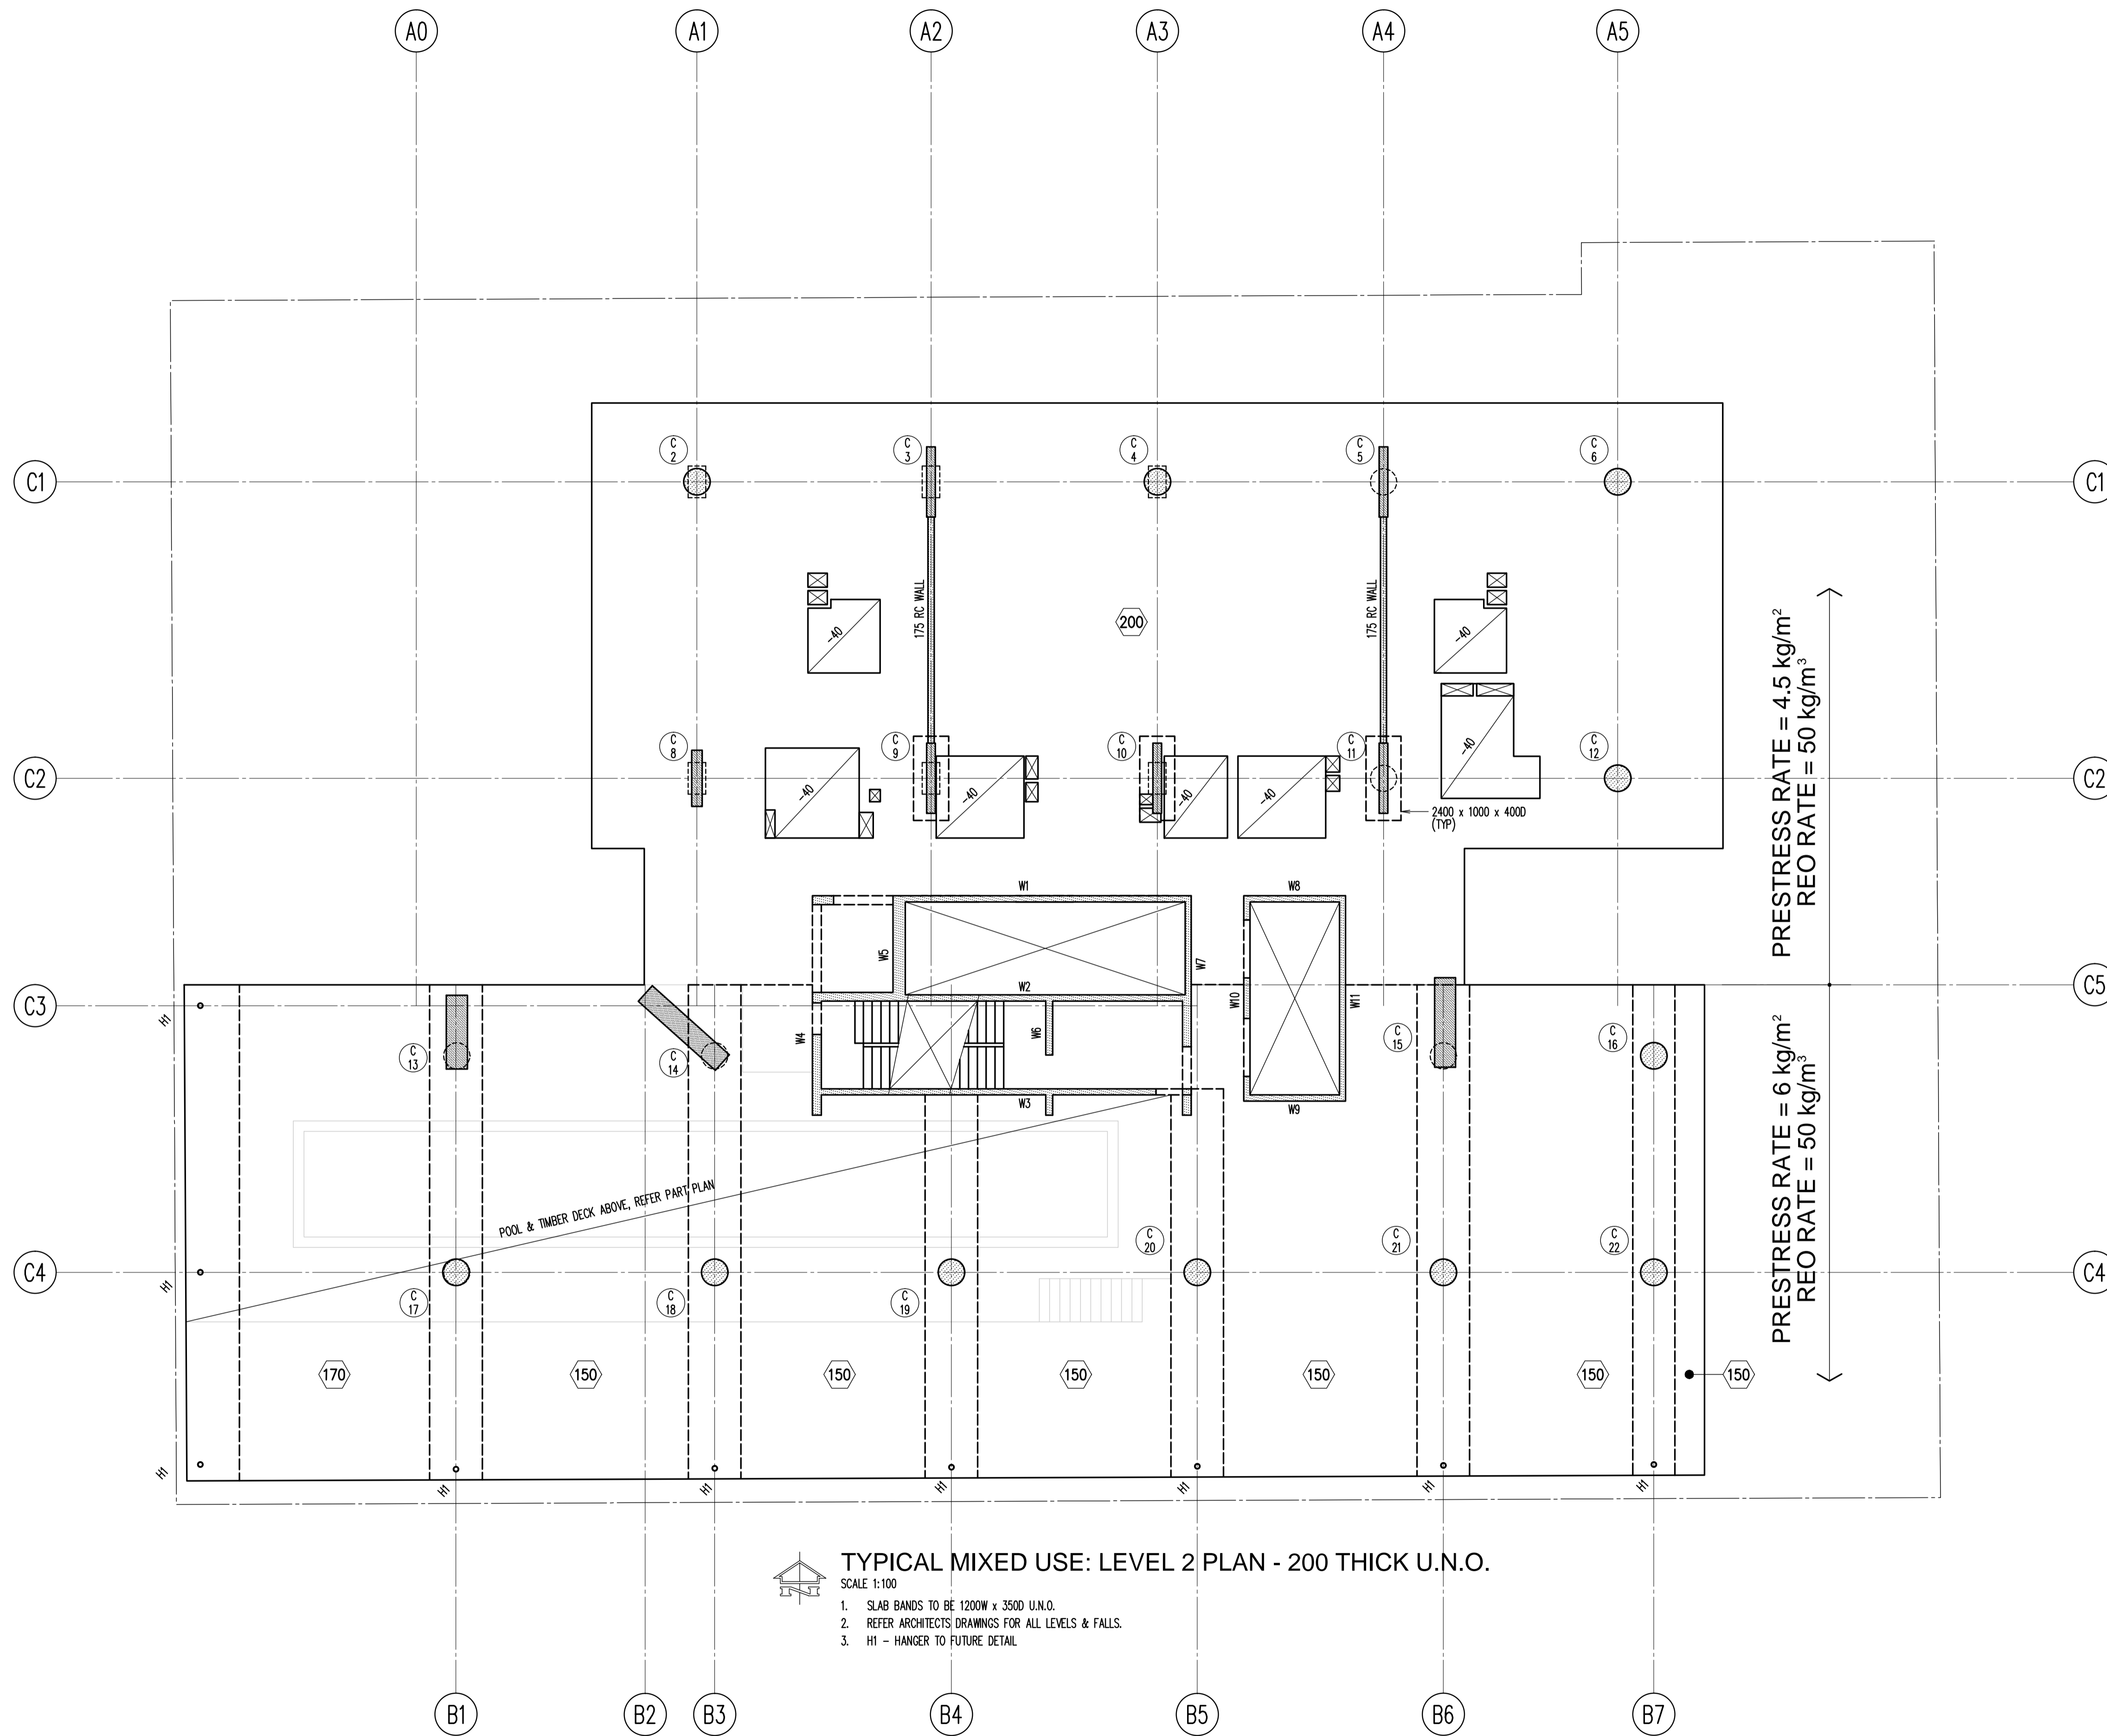 A0 A1 A2 A3 A4 A5
C 2
C 3
C 4
C 5
C 6
C1 C1
175 RC WALL
175 RC WALL
200
-40
-40
C 8
C 9
C 10
C 11
C 12
C2 C2
-40
-40
-40
-40
-40
2400 x 1000 x 400D
(TYP)
PRESTRESS RATE = 4.5 kg/m²
REO RATE = 50 kg/m³
W1
W8
W5
W7
W2
W10
W11
C3 C5
H1
C 13
C 14
W4
W6
C 15
C 16
W3
W9
PRESTRESS RATE = 6 kg/m²
REO RATE = 50 kg/m³
POOL & TIMBER DECK ABOVE, REFER PART PLAN
C 20
C 21
C 22
C4 C4
H1
C 17
C 18
C 19
170 150 150 150 150 150 150
H1
H1 H1 H1 H1 H1 H1
N
TYPICAL MIXED USE: LEVEL 2 PLAN - 200 THICK U.N.O.
SCALE 1:100
1. SLAB BANDS TO BE 1200W x 350D U.N.O.
2. REFER ARCHITECTS DRAWINGS FOR ALL LEVELS & FALLS.
3. H1 - HANGER TO FUTURE DETAIL
B1 B2 B3 B4 B5 B6 B7